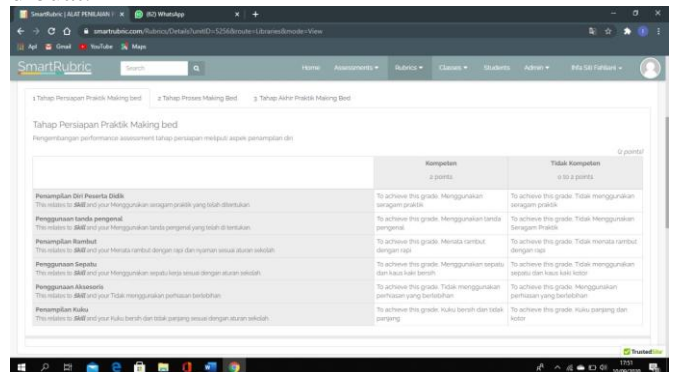 SmartRubric | ALAT PENILAIAN
(62) WhatsApp
smartrubric.com/Rubrics/Details?unitID=52568&route=Libraries&mode=View
Apl Gmail YouTube Maps
SmartRubric
Search
Home Assessments Rubrics Classes Students Admin Ihfa Siti Fahbani
1 Tahap Persiapan Praktik Making bed
2 Tahap Proses Making Bed
3 Tahap Akhir Praktik Making Bed
Tahap Persiapan Praktik Making bed
Pengembangan performance assessment tahap persiapan meliputi aspek penampilan diri
Kompeten
2 points
Tidak Kompeten
0 to 2 points
Penampilan Diri Peserta Didik
This relates to Skill and your Menggunakan seragam praktik yang telah ditentukan.
To achieve this grade. Menggunakan
seragam praktik
To achieve this grade. Tidak menggunakan
seragam praktik
Penggunaan tanda pengenal
This relates to Skill and your Menggunakan tanda pengenal yang telah di tentukan.
To achieve this grade. Menggunakan tanda
pengenal
To achieve this grade. Tidak Menggunakan
Seragam Praktik
Penampilan Rambut
This relates to Skill and your Menata rambut dengan rapi dan nyaman sesuai aturan sekolah.
To achieve this grade. Menata rambut
dengan rapi
To achieve this grade. Tidak menata rambut
dengan rapi
Penggunaan Sepatu
This relates to Skill and your Menggunakan sepatu kerja sesuai dengan aturan sekolah.
To achieve this grade. Menggunakan sepatu
dan kaus kaki bersih
To achieve this grade. Tidak menggunakan
sepatu dan kaus kaki kotor
Penggunaan Aksesoris
This relates to Skill and your Tidak menggunakan perhiasan berlebihan
To achieve this grade. Tidak menggunakan
perhiasan yang berlebihan
To achieve this grade. Menggunakan
perhiasan yang berlebihan
Penampilan Kuku
This relates to Skill and your Kuku bersih dan tidak panjang sesuai dengan aturan sekolah.
To achieve this grade. Kuku bersih dan tidak
panjang
To achieve this grade. Kuku panjang dan
kotor
TrustedSite
17:51